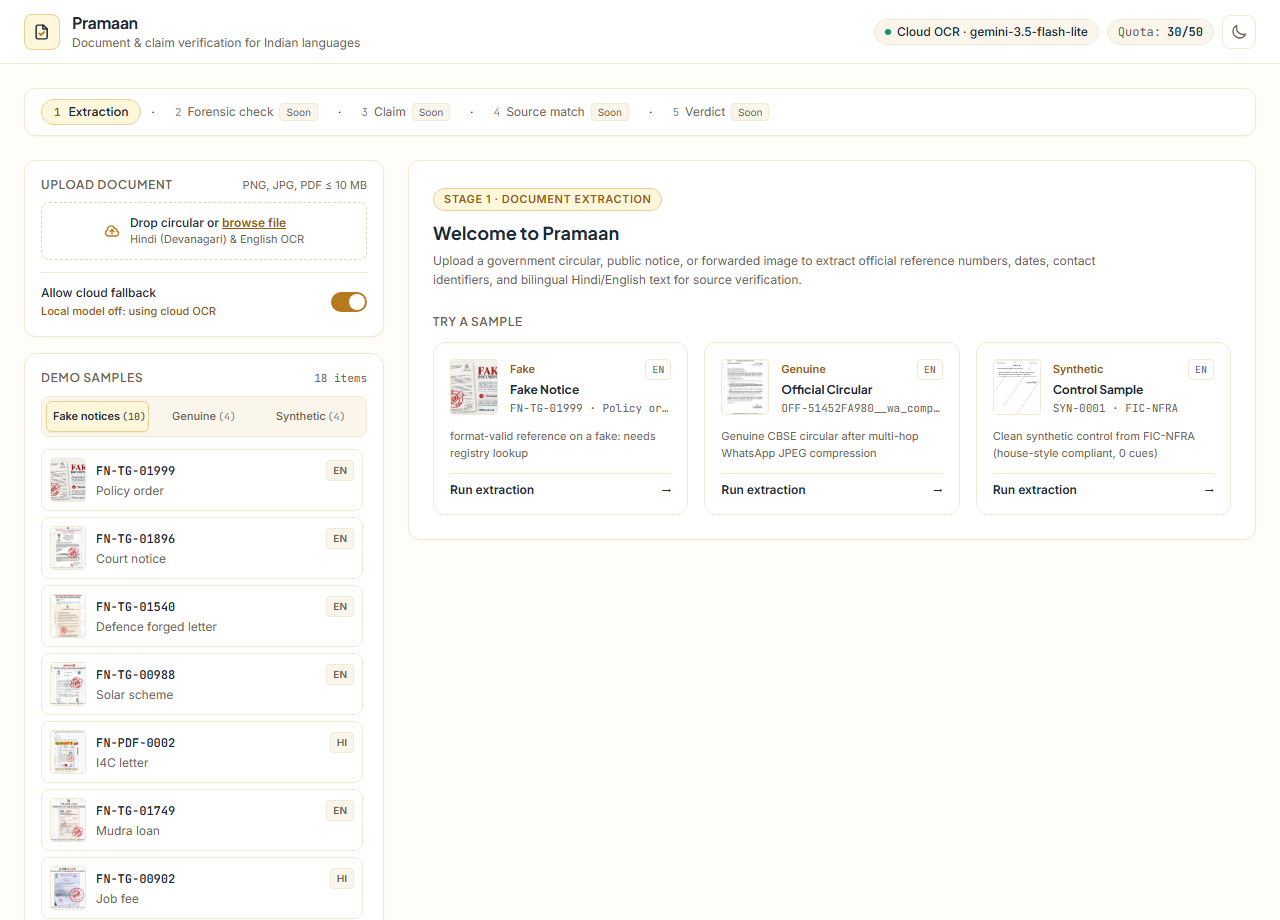 Pramaan
Document & claim verification for Indian languages
Cloud OCR · gemini-3.5-flash-lite
Quota: 30/50
1 Extraction · 2 Forensic check Soon · 3 Claim Soon · 4 Source match Soon · 5 Verdict Soon
UPLOAD DOCUMENT PNG, JPG, PDF ≤ 10 MB
Drop circular or browse file
Hindi (Devanagari) & English OCR
Allow cloud fallback
Local model off: using cloud OCR
DEMO SAMPLES 18 items
Fake notices (10) Genuine (4) Synthetic (4)
FN-TG-01999 EN
Policy order
FN-TG-01896 EN
Court notice
FN-TG-01540 EN
Defence forged letter
FN-TG-00988 EN
Solar scheme
FN-PDF-0002 HI
I4C letter
FN-TG-01749 EN
Mudra loan
FN-TG-00902 HI
Job fee
STAGE 1 · DOCUMENT EXTRACTION
Welcome to Pramaan
Upload a government circular, public notice, or forwarded image to extract official reference numbers, dates, contact
identifiers, and bilingual Hindi/English text for source verification.
TRY A SAMPLE
Fake EN
Fake Notice
FN-TG-01999 · Policy or…
format-valid reference on a fake: needs
registry lookup
Run extraction →
Genuine EN
Official Circular
OFF-51452FA980__wa_comp…
Genuine CBSE circular after multi-hop
WhatsApp JPEG compression
Run extraction →
Synthetic EN
Control Sample
SYN-0001 · FIC-NFRA
Clean synthetic control from FIC-NFRA
(house-style compliant, 0 cues)
Run extraction →